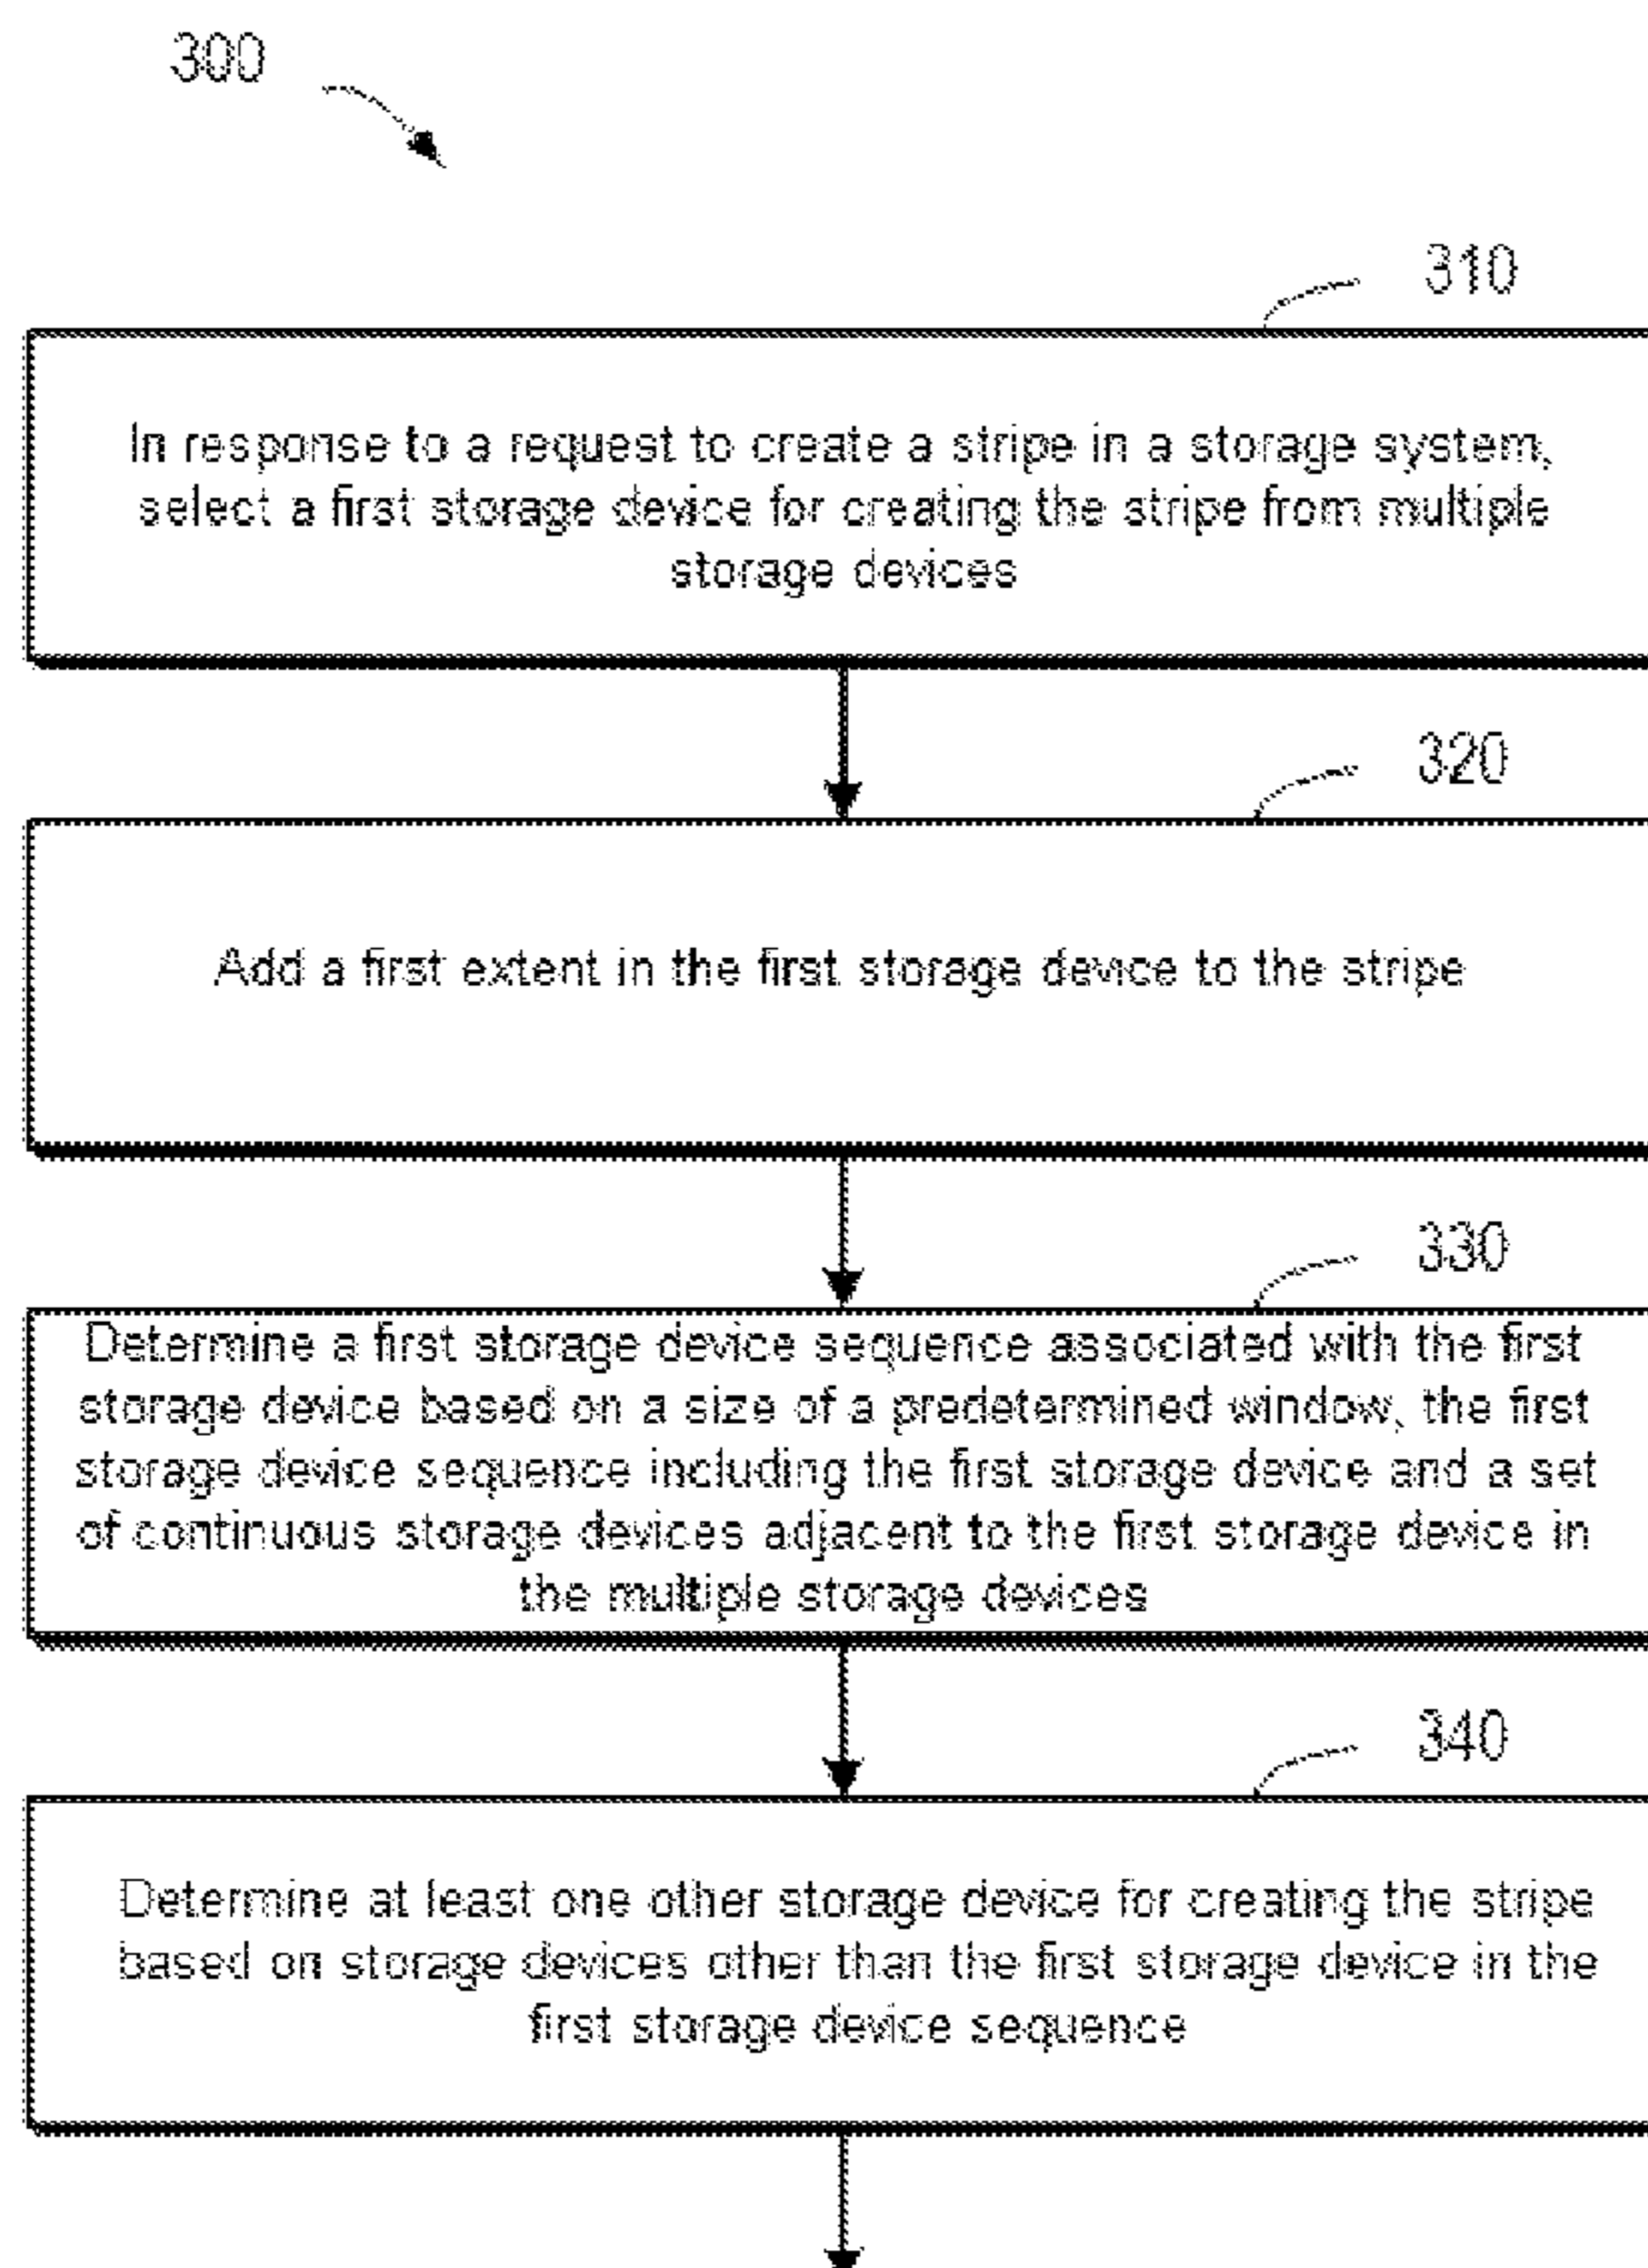 300
310
In response to a request to create a stripe in a storage system,
select a first storage device for creating the stripe from multiple
storage devices
320
Add a first extent in the first storage device to the stripe
330
Determine a first storage device sequence associated with the first
storage device based on a size of a predetermined window, the first
storage device sequence including the first storage device and a set
of continuous storage devices adjacent to the first storage device in
the multiple storage devices
340
Determine at least one other storage device for creating the stripe
based on storage devices other than the first storage device in the
first storage device sequence